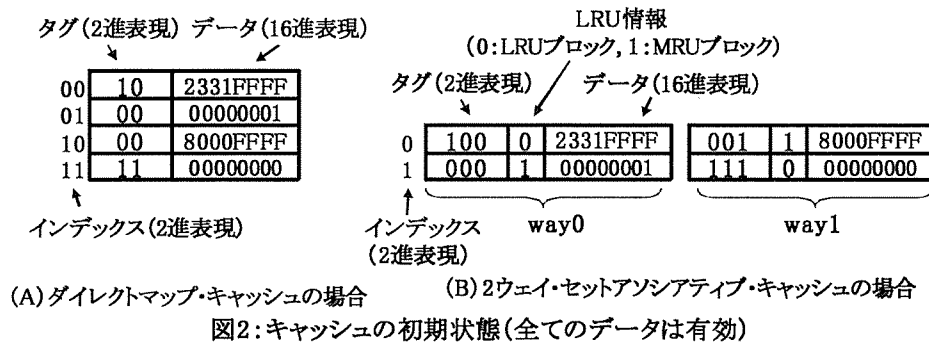 タグ(2進表現) データ(16進表現)
00 10 2331FFFF
01 00 00000001
10 00 8000FFFF
11 11 00000000
インデックス(2進表現)
(A)ダイレクトマップ・キャッシュの場合
LRU情報
(0:LRUブロック, 1:MRUブロック)
タグ(2進表現) データ(16進表現)
0 100 0 2331FFFF 001 1 8000FFFF
1 000 1 00000001 111 0 00000000
インデックス
(2進表現)
way0 way1
(B)2ウェイ・セットアソシアティブ・キャッシュの場合
図2:キャッシュの初期状態(全てのデータは有効)